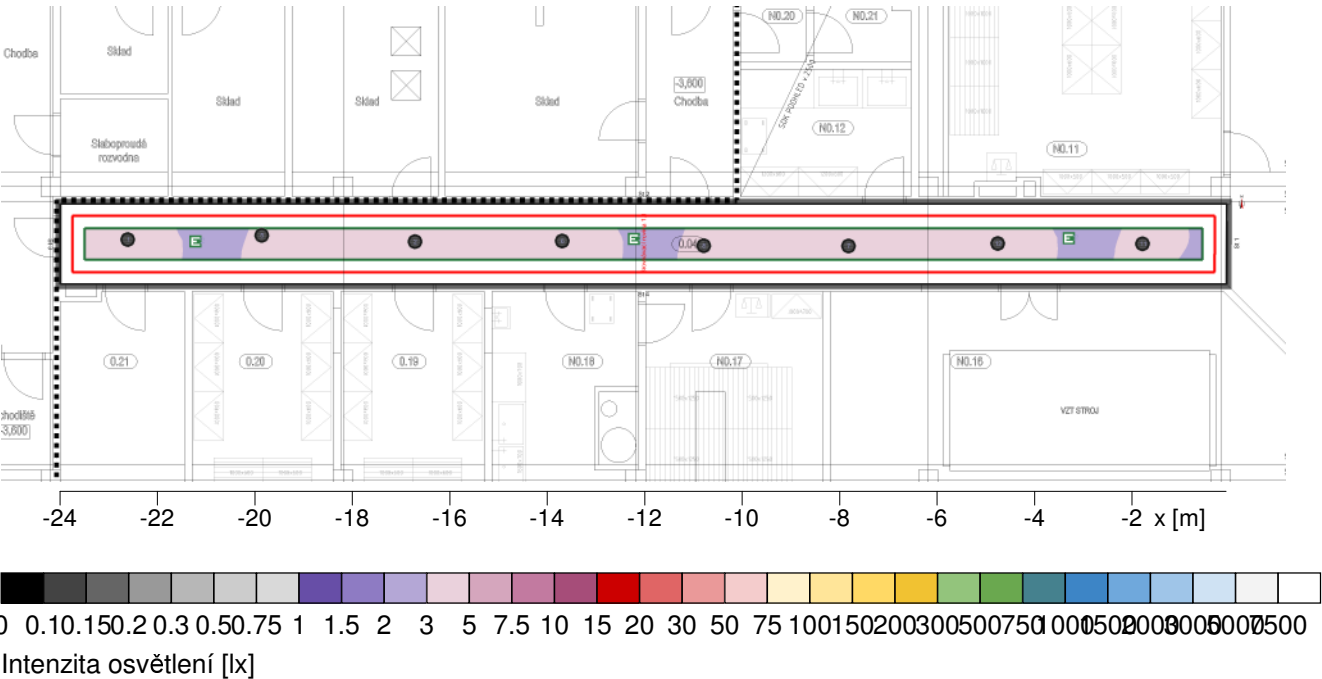 N0.20
N0.21
Chodba
Sklad
Sklad
Sklad
Sklad
-3,600
Chodba
SDK PODHLED v 2500
N0.12
N0.11
Slaboproudá
rozvodna
E
E
E
0.04
0.21
0.20
0.19
N0.18
N0.17
N0.16
VZT STROJ
chodiště
-3,600
-24 -22 -20 -18 -16 -14 -12 -10 -8 -6 -4 -2 x [m]
0 0.1 0.15 0.2 0.3 0.5 0.75 1 1.5 2 3 5 7.5 10 15 20 30 50 75 100 150 200 300 500 750 1000 1500 2000 3000 5000 7500
Intenzita osvětlení [lx]